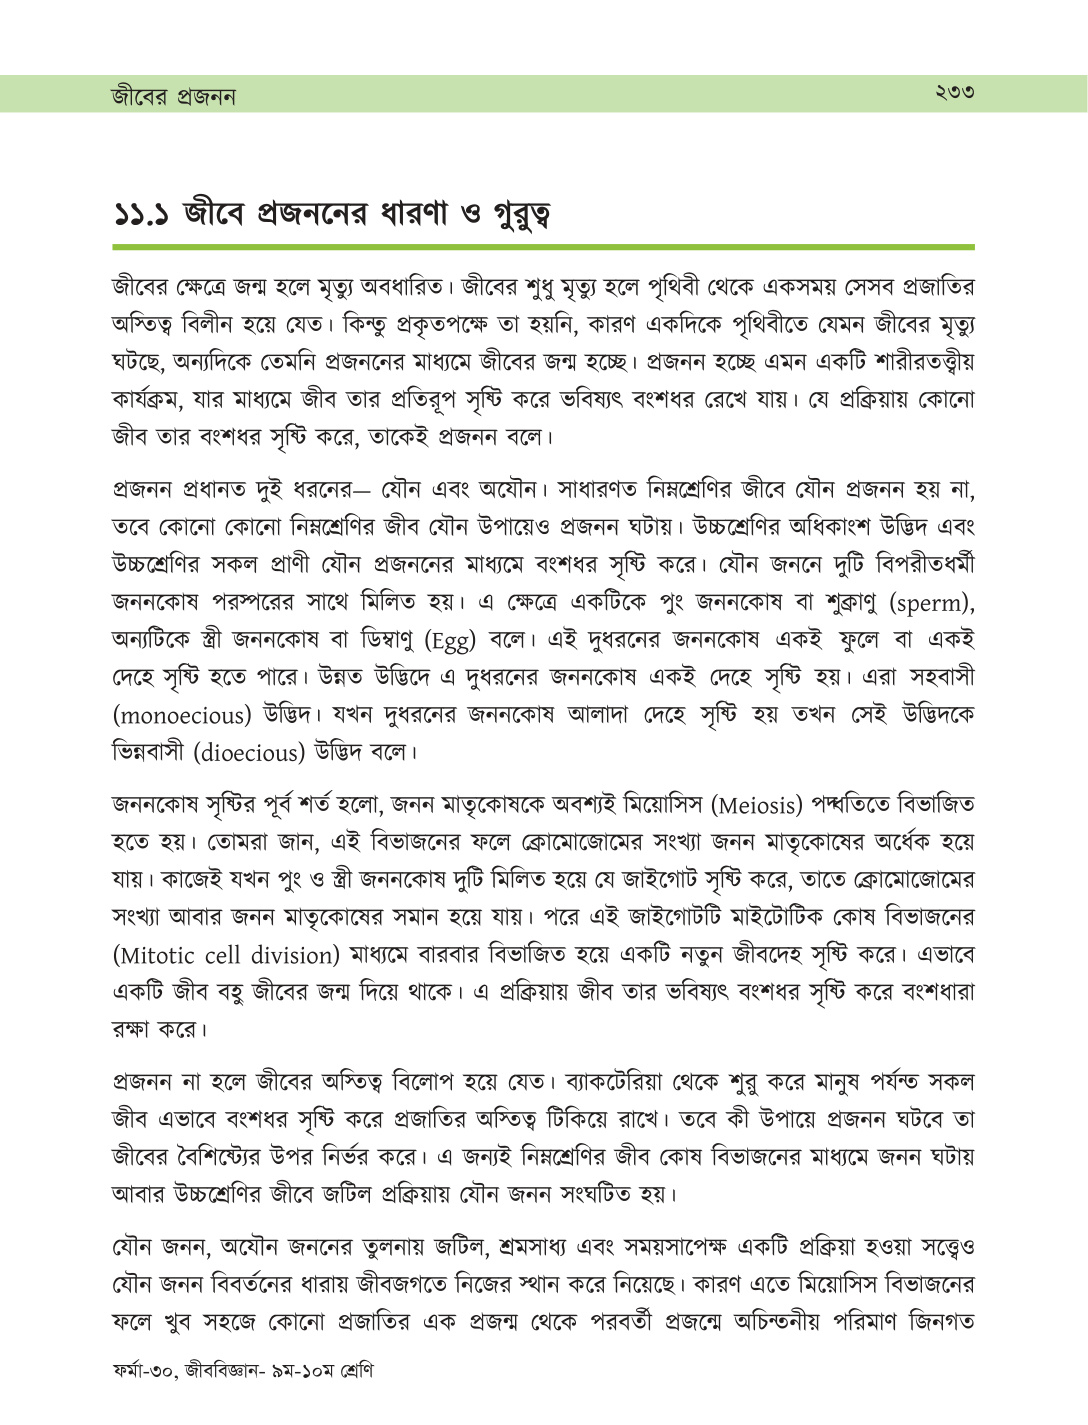 জীবের প্রজনন
২৩৩
১১.১ জীবে প্রজননের ধারণা ও গুরুত্ব
জীবের ক্ষেত্রে জন্ম হলে মৃত্যু অবধারিত। জীবের শুধু মৃত্যু হলে পৃথিবী থেকে একসময় সেসব প্রজাতির
অস্তিত্ব বিলীন হয়ে যেত। কিন্তু প্রকৃতপক্ষে তা হয়নি, কারণ একদিকে পৃথিবীতে যেমন জীবের মৃত্যু
ঘটছে, অন্যদিকে তেমনি প্রজননের মাধ্যমে জীবের জন্ম হচ্ছে। প্রজনন হচ্ছে এমন একটি শারীরতত্ত্বীয়
কার্যক্রম, যার মাধ্যমে জীব তার প্রতিরূপ সৃষ্টি করে ভবিষ্যৎ বংশধর রেখে যায়। যে প্রক্রিয়ায় কোনো
জীব তার বংশধর সৃষ্টি করে, তাকেই প্রজনন বলে।
প্রজনন প্রধানত দুই ধরনের— যৌন এবং অযৌন। সাধারণত নিম্নশ্রেণির জীবে যৌন প্রজনন হয় না,
তবে কোনো কোনো নিম্নশ্রেণির জীব যৌন উপায়েও প্রজনন ঘটায়। উচ্চশ্রেণির অধিকাংশ উদ্ভিদ এবং
উচ্চশ্রেণির সকল প্রাণী যৌন প্রজননের মাধ্যমে বংশধর সৃষ্টি করে। যৌন জননে দুটি বিপরীতধর্মী
জননকোষ পরস্পরের সাথে মিলিত হয়। এ ক্ষেত্রে একটিকে পুং জননকোষ বা শুক্রাণু (sperm),
অন্যটিকে স্ত্রী জননকোষ বা ডিম্বাণু (Egg) বলে। এই দুধরনের জননকোষ একই ফুলে বা একই
দেহে সৃষ্টি হতে পারে। উন্নত উদ্ভিদে এ দুধরনের জননকোষ একই দেহে সৃষ্টি হয়। এরা সহবাসী
(monoecious) উদ্ভিদ। যখন দুধরনের জননকোষ আলাদা দেহে সৃষ্টি হয় তখন সেই উদ্ভিদকে
ভিন্নবাসী (dioecious) উদ্ভিদ বলে।
জননকোষ সৃষ্টির পূর্ব শর্ত হলো, জনন মাতৃকোষকে অবশ্যই মিয়োসিস (Meiosis) পদ্ধতিতে বিভাজিত
হতে হয়। তোমরা জান, এই বিভাজনের ফলে ক্রোমোজোমের সংখ্যা জনন মাতৃকোষের অর্ধেক হয়ে
যায়। কাজেই যখন পুং ও স্ত্রী জননকোষ দুটি মিলিত হয়ে যে জাইগোট সৃষ্টি করে, তাতে ক্রোমোজোমের
সংখ্যা আবার জনন মাতৃকোষের সমান হয়ে যায়। পরে এই জাইগোটটি মাইটোটিক কোষ বিভাজনের
(Mitotic cell division) মাধ্যমে বারবার বিভাজিত হয়ে একটি নতুন জীবদেহ সৃষ্টি করে। এভাবে
একটি জীব বহু জীবের জন্ম দিয়ে থাকে। এ প্রক্রিয়ায় জীব তার ভবিষ্যৎ বংশধর সৃষ্টি করে বংশধারা
রক্ষা করে।
প্রজনন না হলে জীবের অস্তিত্ব বিলোপ হয়ে যেত। ব্যাকটেরিয়া থেকে শুরু করে মানুষ পর্যন্ত সকল
জীব এভাবে বংশধর সৃষ্টি করে প্রজাতির অস্তিত্ব টিকিয়ে রাখে। তবে কী উপায়ে প্রজনন ঘটবে তা
জীবের বৈশিষ্ট্যের উপর নির্ভর করে। এ জন্যই নিম্নশ্রেণির জীব কোষ বিভাজনের মাধ্যমে জনন ঘটায়
আবার উচ্চশ্রেণির জীবে জটিল প্রক্রিয়ায় যৌন জনন সংঘটিত হয়।
যৌন জনন, অযৌন জননের তুলনায় জটিল, শ্রমসাধ্য এবং সময়সাপেক্ষ একটি প্রক্রিয়া হওয়া সত্ত্বেও
যৌন জনন বিবর্তনের ধারায় জীবজগতে নিজের স্থান করে নিয়েছে। কারণ এতে মিয়োসিস বিভাজনের
ফলে খুব সহজে কোনো প্রজাতির এক প্রজন্ম থেকে পরবর্তী প্রজন্মে অচিন্তনীয় পরিমাণ জিনগত
ফর্মা-৩০, জীববিজ্ঞান- ৯ম-১০ম শ্রেণি